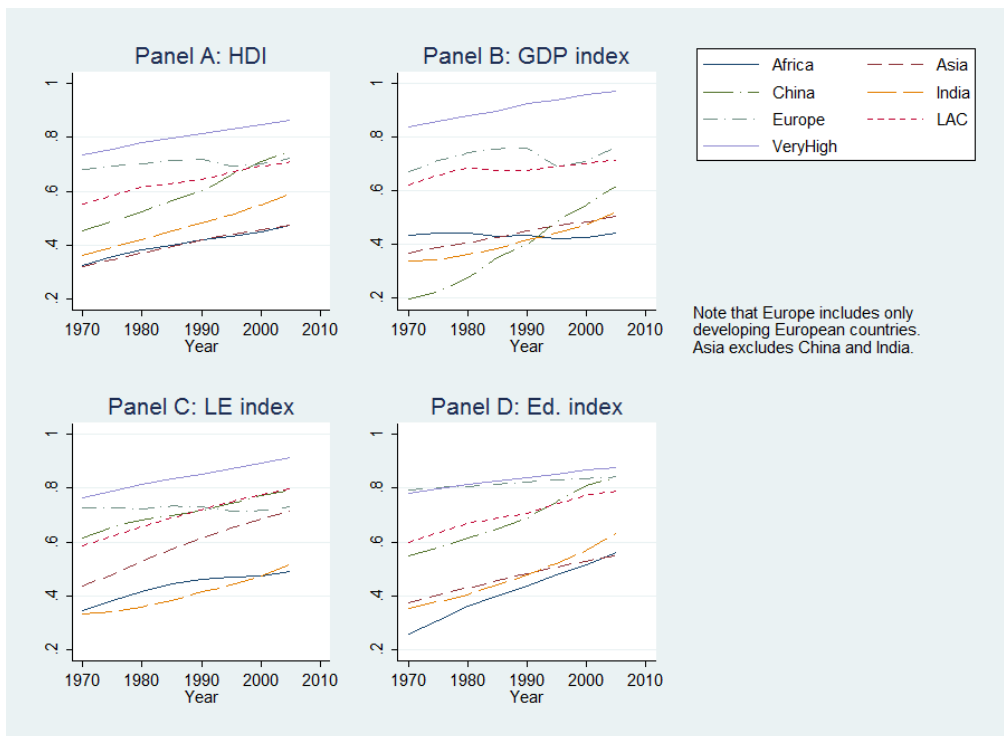 Panel A: HDI
1
.8
.6
.4
.2
1970 1980 1990 2000 2010
Year
Panel B: GDP index
1
.8
.6
.4
.2
1970 1980 1990 2000 2010
Year
Africa Asia
China India
Europe LAC
VeryHigh
Note that Europe includes only
developing European countries.
Asia excludes China and India.
Panel C: LE index
1
.8
.6
.4
.2
1970 1980 1990 2000 2010
Year
Panel D: Ed. index
1
.8
.6
.4
.2
1970 1980 1990 2000 2010
Year